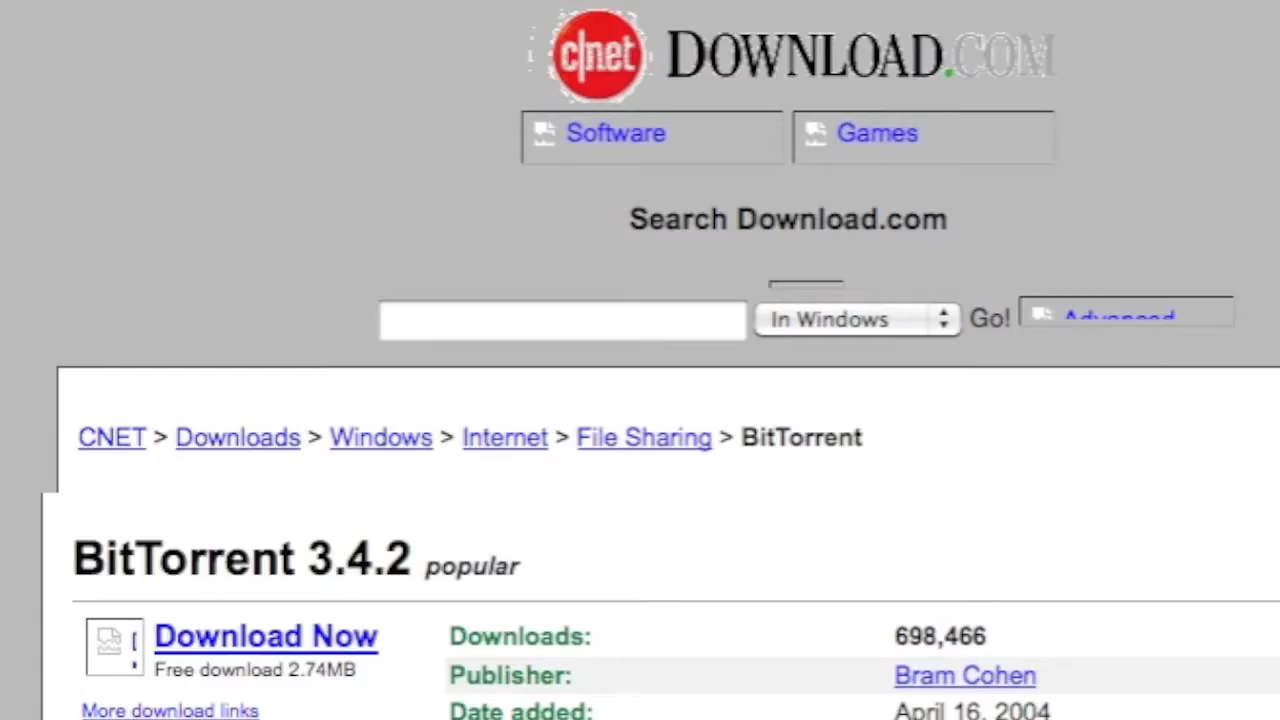 c|net DOWNLOAD.COM
Software Games
Search Download.com
In Windows Go! Advanced
CNET > Downloads > Windows > Internet > File Sharing > BitTorrent
BitTorrent 3.4.2 popular
Download Now Downloads: 698,466
Free download 2.74MB Publisher: Bram Cohen
More download links Date added: April 16, 2004